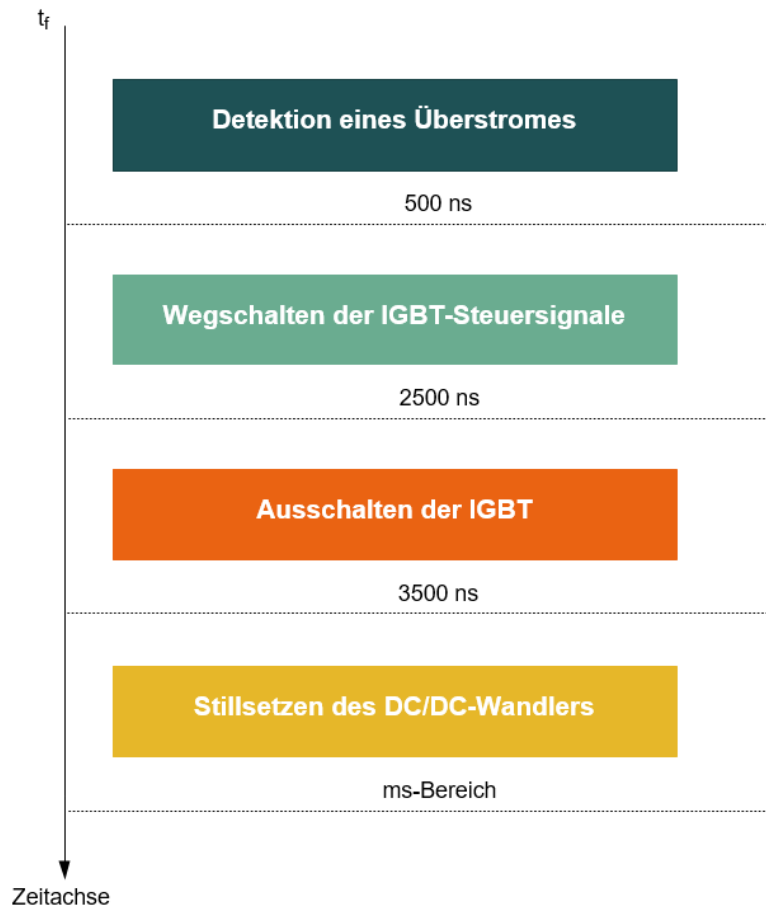 t_f
Detektion eines Überstromes
500 ns
Wegschalten der IGBT-Steuersignale
2500 ns
Ausschalten der IGBT
3500 ns
Stillsetzen des DC/DC-Wandlers
ms-Bereich
Zeitachse